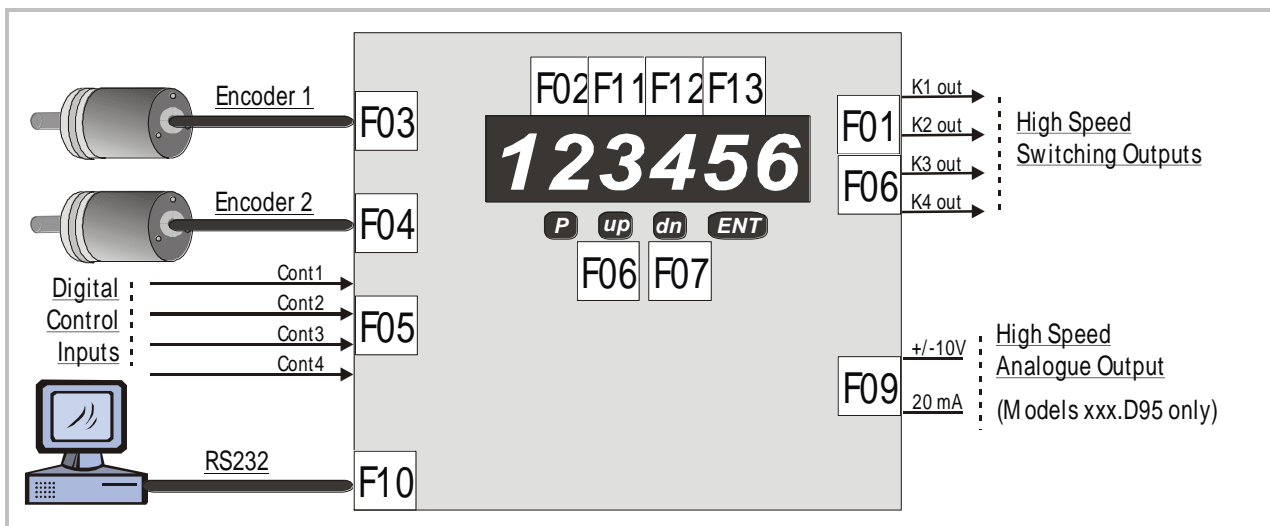 Encoder 1
F03
Encoder 2
F04
Digital
Control
Inputs
Cont1
Cont2
Cont3
Cont4
F05
RS232
F10
F02 F11 F12 F13
123456
P up dn ENT
F06 F07
F01
F06
K1 out
K2 out
K3 out
K4 out
High Speed
Switching Outputs
F09
+/-10V
20 mA
High Speed
Analogue Output
(Models xxx.D95 only)